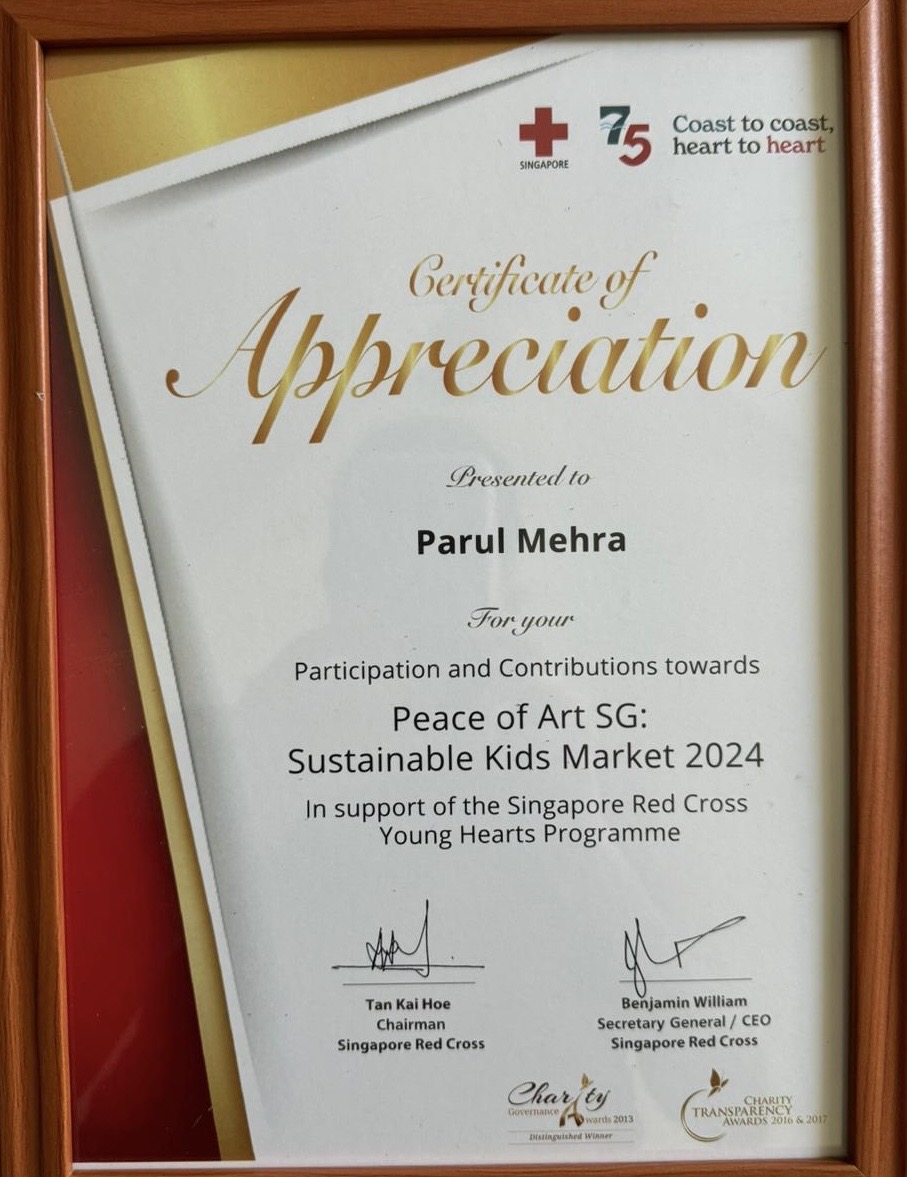 SINGAPORE
75
Coast to coast,
heart to heart
Certificate of
Appreciation
Presented to
Parul Mehra
For your
Participation and Contributions towards
Peace of Art SG:
Sustainable Kids Market 2024
In support of the Singapore Red Cross
Young Hearts Programme
Tan Kai Hoe
Chairman
Singapore Red Cross
Benjamin William
Secretary General / CEO
Singapore Red Cross
Charity
Governance Awards 2013
Distinguished Winner
CHARITY
TRANSPARENCY
AWARDS 2016 & 2017